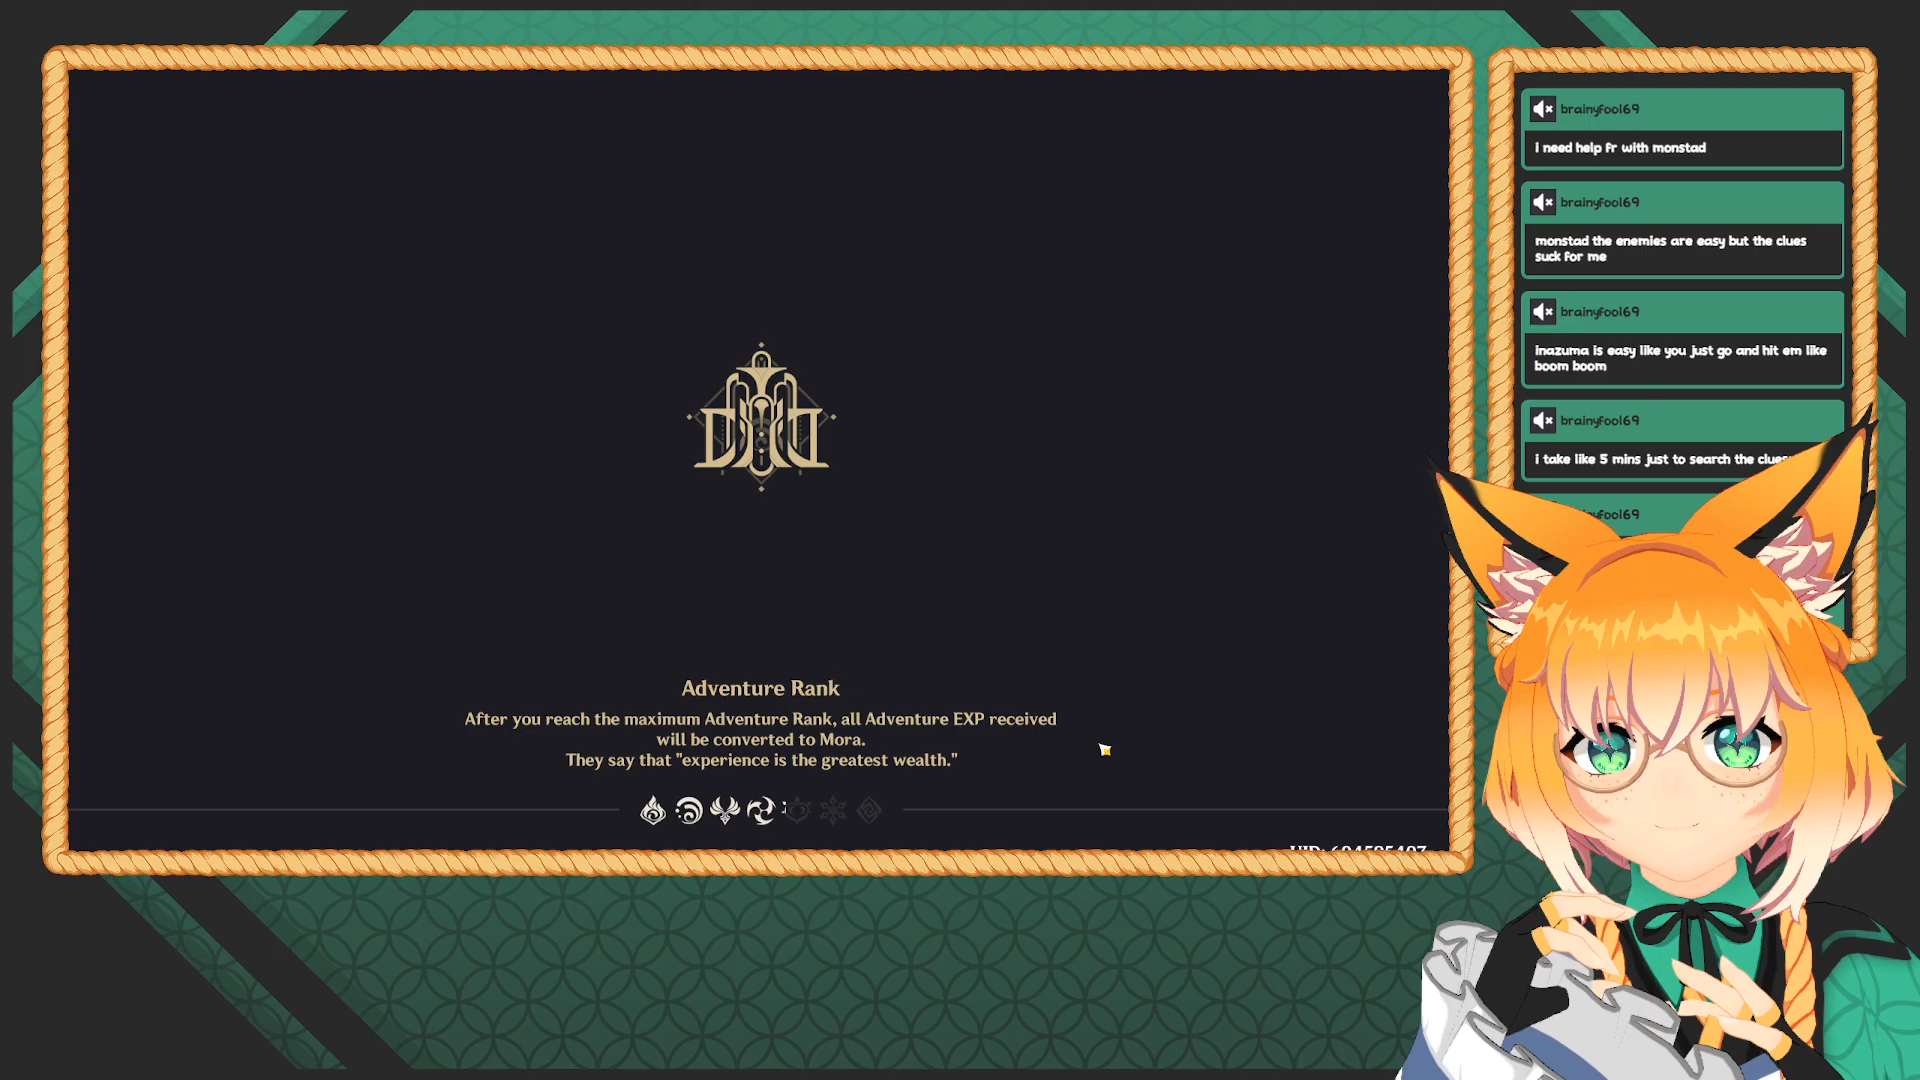 brainyfool69
i need help fr with monstad
brainyfool69
monstad the enemies are easy but the clues
suck for me
brainyfool69
inazuma is easy like you just go and hit em like
boom boom
brainyfool69
i take like 5 mins just to search the clues
Adventure Rank
After you reach the maximum Adventure Rank, all Adventure EXP received
will be converted to Mora.
They say that "experience is the greatest wealth."